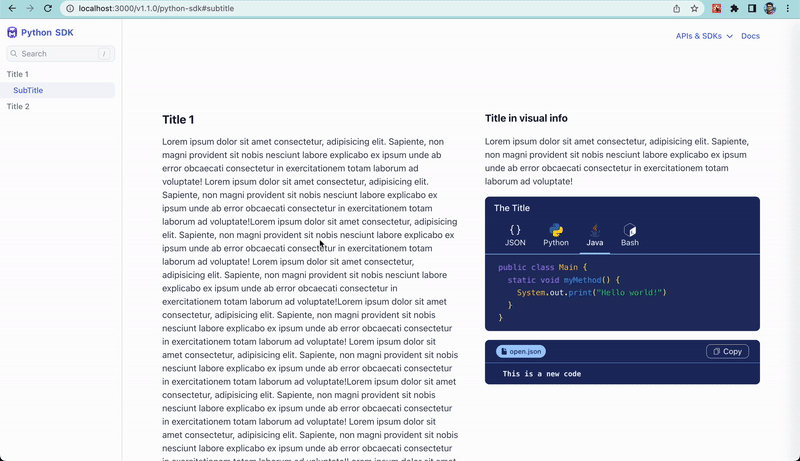 localhost:3000/v1.1.0/python-sdk#subtitle
Python SDK
Search /
Title 1
SubTitle
Title 2
APIs & SDKs
Docs
Title 1
Lorem ipsum dolor sit amet consectetur, adipisicing elit. Sapiente, non
magni provident sit nobis nesciunt labore explicabo ex ipsum unde ab
error obcaecati consectetur in exercitationem totam laborum ad
voluptate! Lorem ipsum dolor sit amet consectetur, adipisicing elit.
Sapiente, non magni provident sit nobis nesciunt labore explicabo ex
ipsum unde ab error obcaecati consectetur in exercitationem totam
laborum ad voluptate!Lorem ipsum dolor sit amet consectetur, adipisicing
elit. Sapiente, non magni provident sit nobis nesciunt labore explicabo ex
ipsum unde ab error obcaecati consectetur in exercitationem totam
laborum ad voluptate! Lorem ipsum dolor sit amet consectetur,
adipisicing elit. Sapiente, non magni provident sit nobis nesciunt labore
explicabo ex ipsum unde ab error obcaecati consectetur in
exercitationem totam laborum ad voluptate!Lorem ipsum dolor sit amet
consectetur, adipisicing elit. Sapiente, non magni provident sit nobis
nesciunt labore explicabo ex ipsum unde ab error obcaecati consectetur
in exercitationem totam laborum ad voluptate! Lorem ipsum dolor sit
amet consectetur, adipisicing elit. Sapiente, non magni provident sit nobis
nesciunt labore explicabo ex ipsum unde ab error obcaecati consectetur
in exercitationem totam laborum ad voluptate!Lorem ipsum dolor sit amet
consectetur, adipisicing elit. Sapiente, non magni provident sit nobis
nesciunt labore explicabo ex ipsum unde ab error obcaecati consectetur
in exercitationem totam laborum ad voluptate! Lorem ipsum dolor sit
amet consectetur, adipisicing elit. Sapiente, non magni provident sit nobis
nesciunt labore explicabo ex ipsum unde ab error obcaecati consectetur
in exercitationem totam laborum ad voluptate!Lorem ipsum dolor sit amet
Title in visual info
Lorem ipsum dolor sit amet consectetur, adipisicing elit. Sapiente,
non magni provident sit nobis nesciunt labore explicabo ex ipsum
unde ab error obcaecati consectetur in exercitationem totam
laborum ad voluptate!
The Title
{} JSON
Python
Java
Bash
public class Main {
static void myMethod() {
System.out.print("Hello world!")
}
}
open.json
Copy
This is a new code